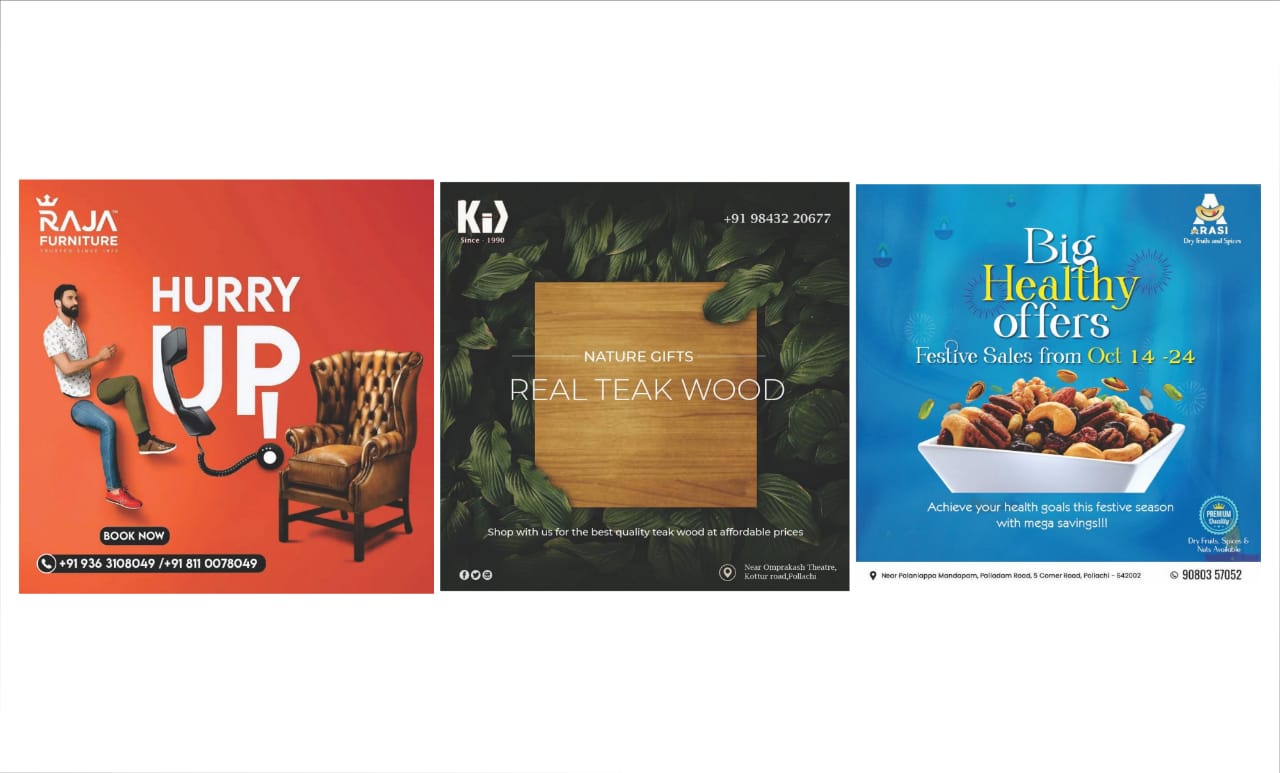 RAJA™
FURNITURE
TRUSTED SINCE
HURRY
UP!
BOOK NOW
+91 936 3108049 /+91 811 0078049
Ki
Since - 1990
+91 98432 20677
NATURE GIFTS
REAL TEAK WOOD
Shop with us for the best quality teak wood at affordable prices
Near Omprakash Theatre,
Kottur road,Pollachi
ARASI
Dry fruits and Spices
Big
Healthy
offers
Festive Sales from Oct 14 -24
Achieve your health goals this festive season
with mega savings!!!
PREMIUM
Quality
Dry Fruits, Spices &
Nuts Available
Near Palaniappa Mandapam, Palladam Road, 5 Corner Road, Pollachi - 642002
90803 57052